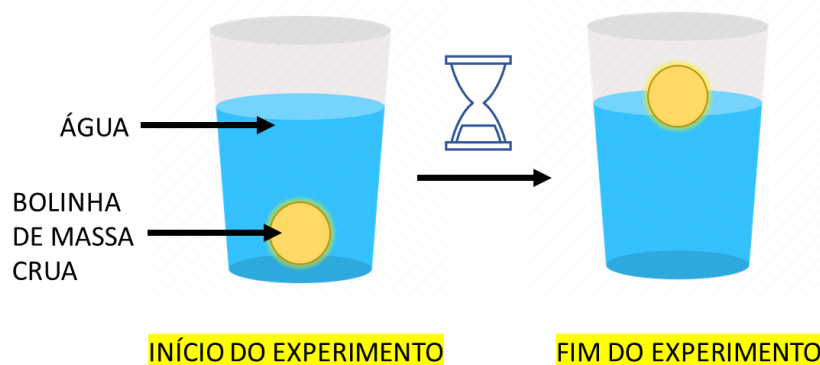 ÁGUA
BOLINHA
DE MASSA
CRUA
INÍCIO DO EXPERIMENTO
FIM DO EXPERIMENTO